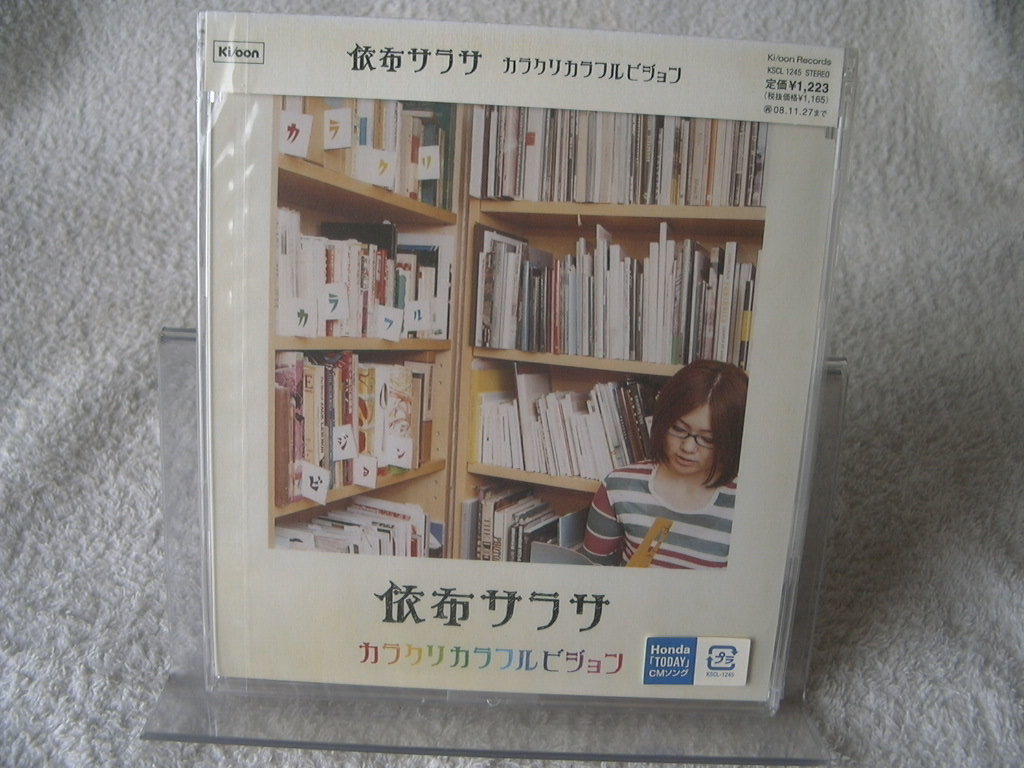 Ki/oon
依布サラサ カラクリカラフルビジョン
Ki/oon Records
KSCL 1245 STEREO
定価¥1,223
(税抜価格¥1,165)
08.11.27まで
カラクリ
カラフル
ビジョン
依布サラサ
カラクリカラフルビジョン
Honda
「TODAY」
CMソング
プラ
KSCL-1245